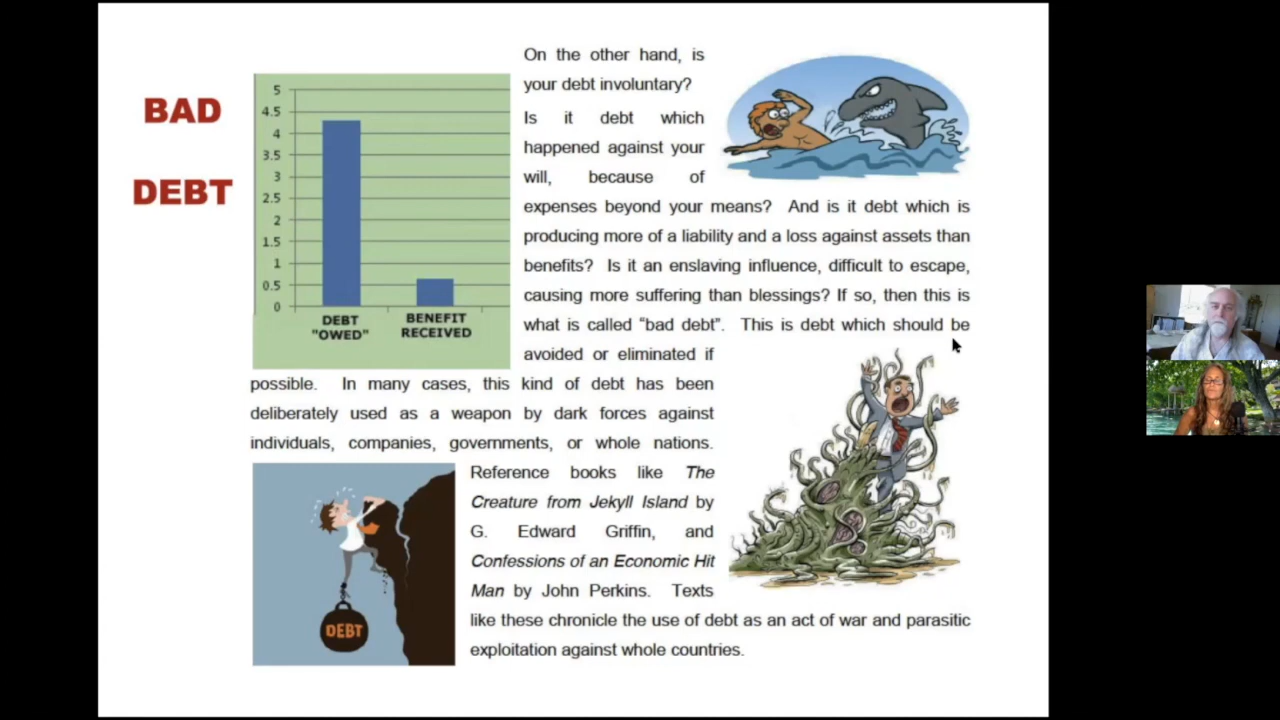 BAD
DEBT
5
4.5
4
3.5
3
2.5
2
1.5
1
0.5
0
DEBT
"OWED"
BENEFIT
RECEIVED
On the other hand, is
your debt involuntary?
Is it debt which
happened against your
will, because of
expenses beyond your means? And is it debt which is
producing more of a liability and a loss against assets than
benefits? Is it an enslaving influence, difficult to escape,
causing more suffering than blessings? If so, then this is
what is called “bad debt”. This is debt which should be
avoided or eliminated if
possible. In many cases, this kind of debt has been
deliberately used as a weapon by dark forces against
individuals, companies, governments, or whole nations.
Reference books like The
Creature from Jekyll Island by
G. Edward Griffin, and
Confessions of an Economic Hit
Man by John Perkins. Texts
like these chronicle the use of debt as an act of war and parasitic
exploitation against whole countries.
DEBT